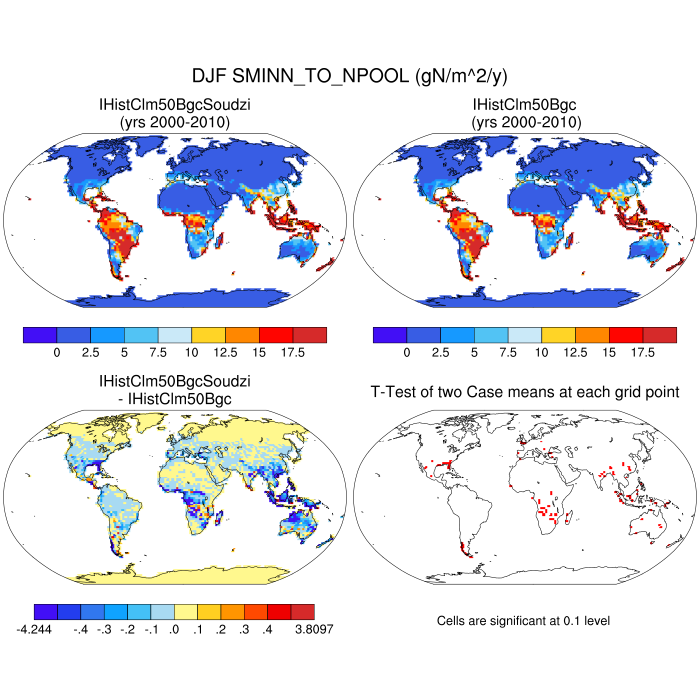 DJF SMINN_TO_NPOOL (gN/m^2/y)
IHistClm50BgcSoudzi
(yrs 2000-2010)
IHistClm50Bgc
(yrs 2000-2010)
0 2.5 5 7.5 10 12.5 15 17.5
0 2.5 5 7.5 10 12.5 15 17.5
IHistClm50BgcSoudzi
- IHistClm50Bgc
T-Test of two Case means at each grid point
-4.244 -.4 -.3 -.2 -.1 .0 .1 .2 .3 .4 3.8097
Cells are significant at 0.1 level